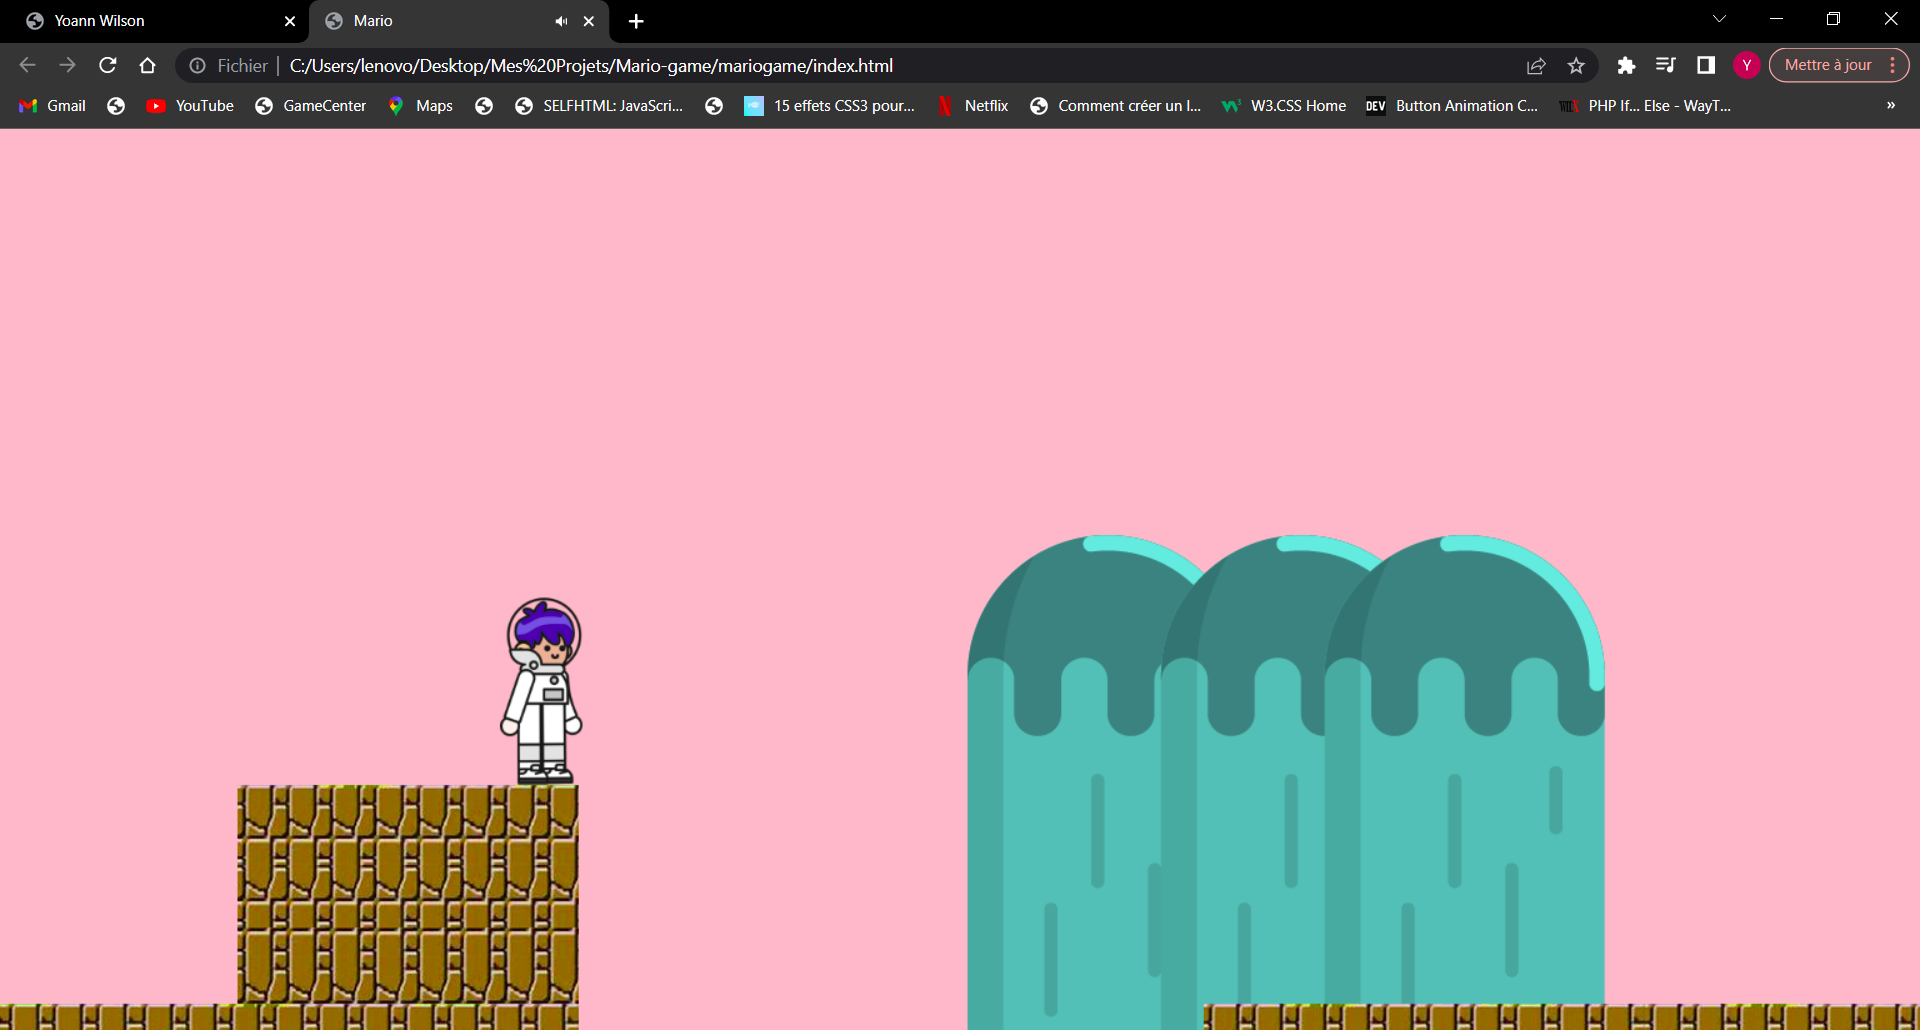 Yoann Wilson
Mario
Fichier
C:/Users/lenovo/Desktop/Mes%20Projets/Mario-game/mariogame/index.html
Y
Mettre à jour
Gmail
YouTube
GameCenter
Maps
SELFHTML: JavaScri...
15 effets CSS3 pour...
Netflix
Comment créer un l...
W3.CSS Home
DEV
Button Animation C...
PHP If... Else - WayT...